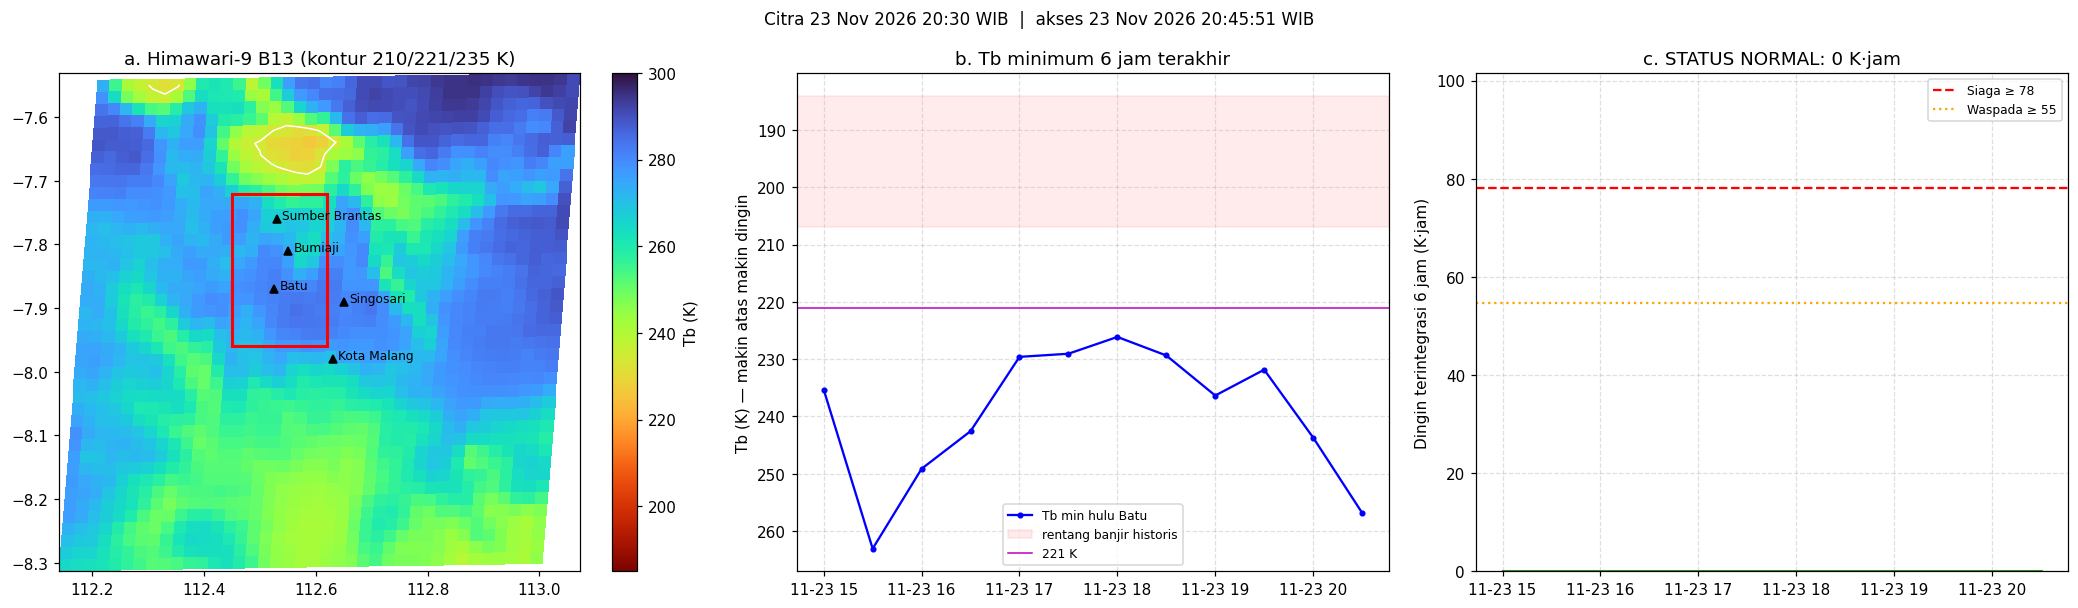 Citra 23 Nov 2026 20:30 WIB | akses 23 Nov 2026 20:45:51 WIB
a. Himawari-9 B13 (kontur 210/221/235 K)
−7.6
−7.7
−7.8
−7.9
−8.0
−8.1
−8.2
−8.3
112.2
112.4
112.6
112.8
113.0
Sumber Brantas
Bumiaji
Batu
Singosari
Kota Malang
300
280
260
240
220
200
Tb (K)
b. Tb minimum 6 jam terakhir
Tb (K) — makin atas makin dingin
190
200
210
220
230
240
250
260
11-23 15
11-23 16
11-23 17
11-23 18
11-23 19
11-23 20
Tb min hulu Batu
rentang banjir historis
221 K
c. STATUS NORMAL: 0 K·jam
Dingin terintegrasi 6 jam (K·jam)
100
80
60
40
20
0
11-23 15
11-23 16
11-23 17
11-23 18
11-23 19
11-23 20
Siaga ≥ 78
Waspada ≥ 55